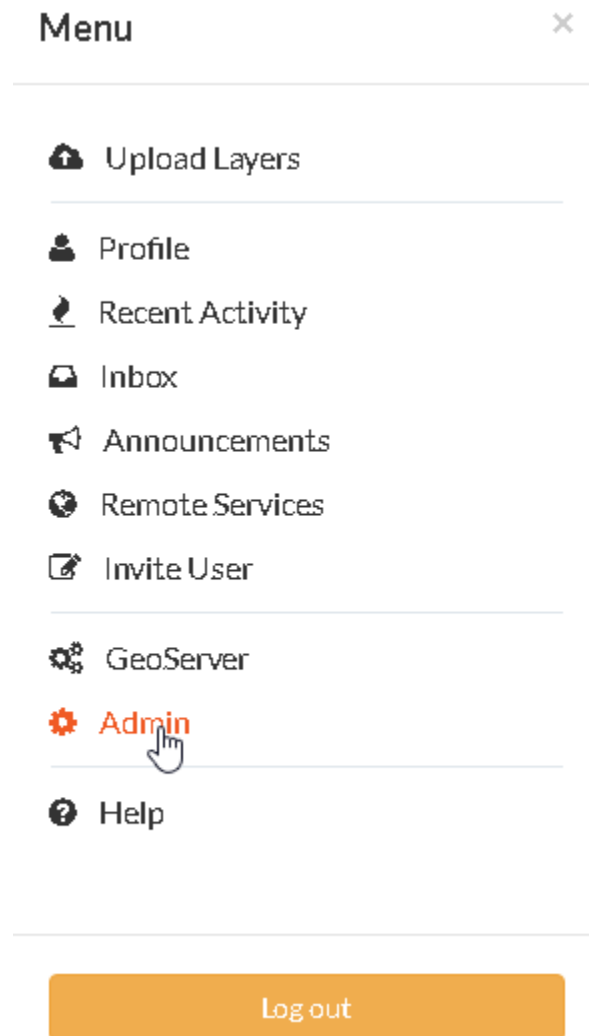 Menu ×
Upload Layers
Profile
Recent Activity
Inbox
Announcements
Remote Services
Invite User
GeoServer
Admin
Help
Log out